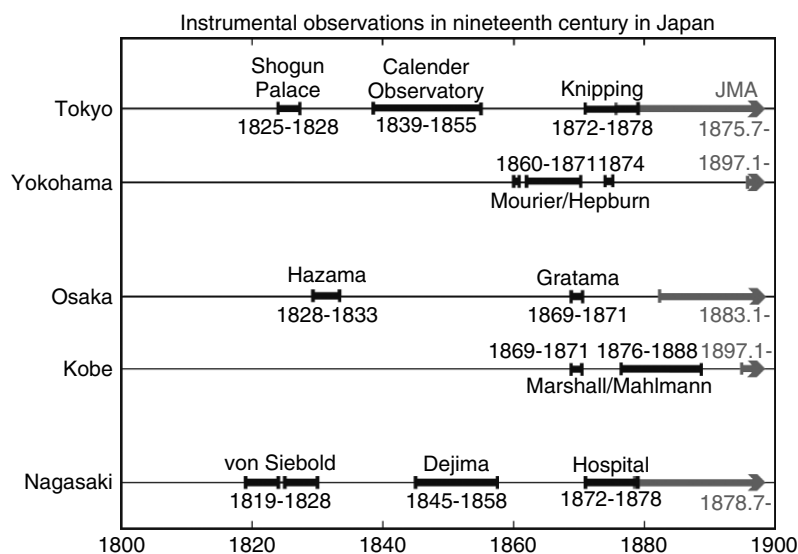 Instrumental observations in nineteenth century in Japan
Shogun
Palace
Calender
Observatory
Knipping
JMA
Tokyo
1825-1828
1839-1855
1872-1878
1875.7-
1860-1871
1874
1897.1-
Yokohama
Mourier/Hepburn
Hazama
Gratama
Osaka
1828-1833
1869-1871
1883.1-
1869-1871
1876-1888
1897.1-
Kobe
Marshall/Mahlmann
von Siebold
Dejima
Hospital
Nagasaki
1819-1828
1845-1858
1872-1878
1878.7-
1800
1820
1840
1860
1880
1900